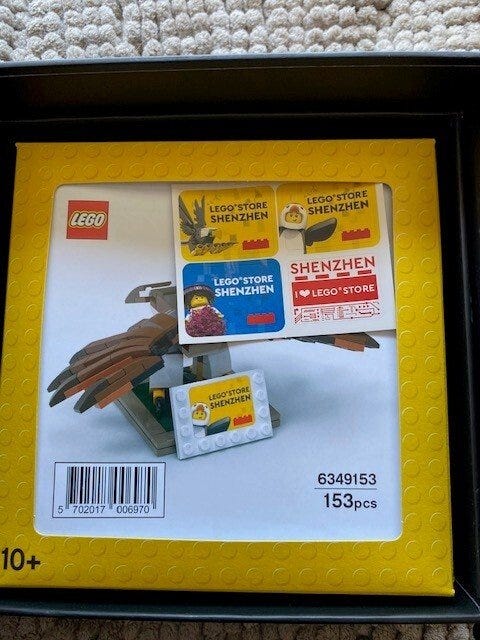 LEGO
LEGO® STORE
SHENZHEN
LEGO® STORE
SHENZHEN
LEGO® STORE
SHENZHEN
SHENZHEN
I ❤ LEGO® STORE
LEGO® STORE
SHENZHEN
5 702017 006970
6349153
153pcs
10+